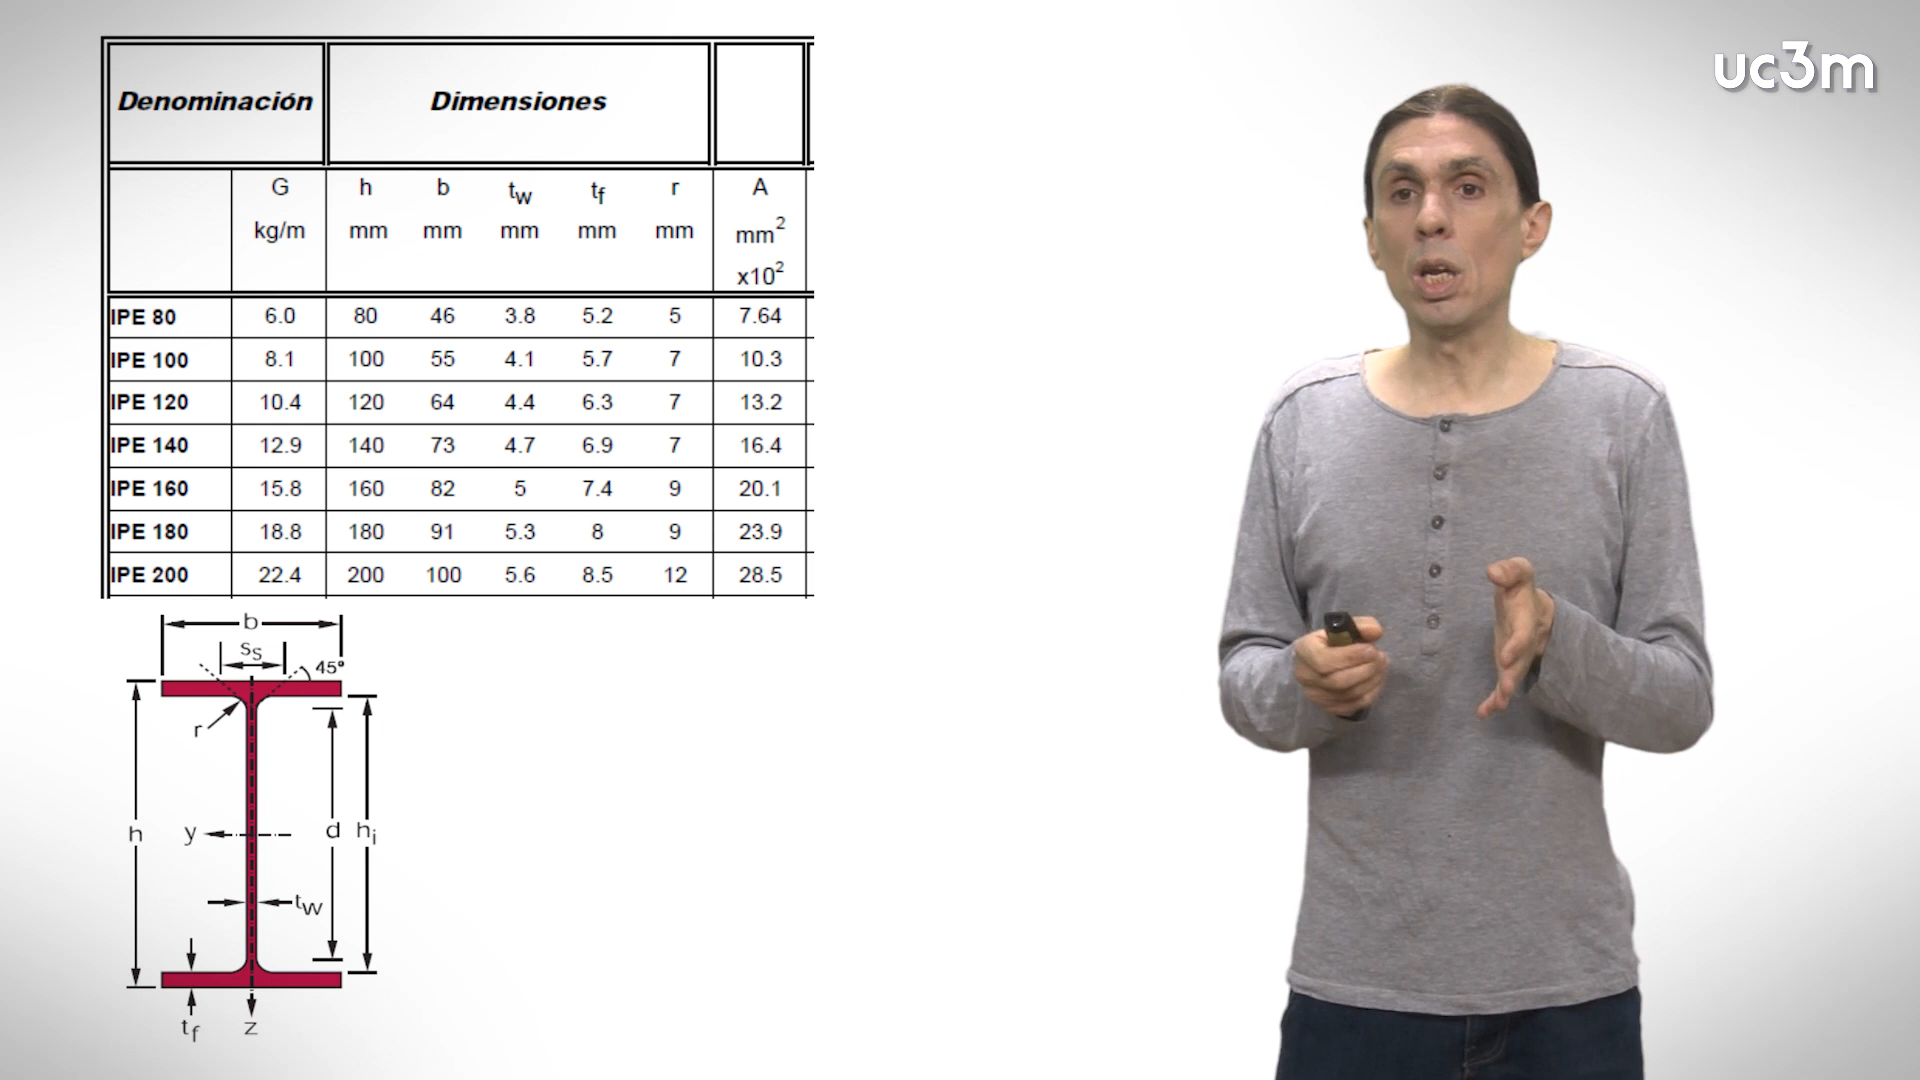 uc3m
Denominación Dimensiones
G h b tw tf r A
kg/m mm mm mm mm mm mm²
x10²
IPE 80 6.0 80 46 3.8 5.2 5 7.64
IPE 100 8.1 100 55 4.1 5.7 7 10.3
IPE 120 10.4 120 64 4.4 6.3 7 13.2
IPE 140 12.9 140 73 4.7 6.9 7 16.4
IPE 160 15.8 160 82 5 7.4 9 20.1
IPE 180 18.8 180 91 5.3 8 9 23.9
IPE 200 22.4 200 100 5.6 8.5 12 28.5
b
ss
45°
r
h y d hi
tw
tf z